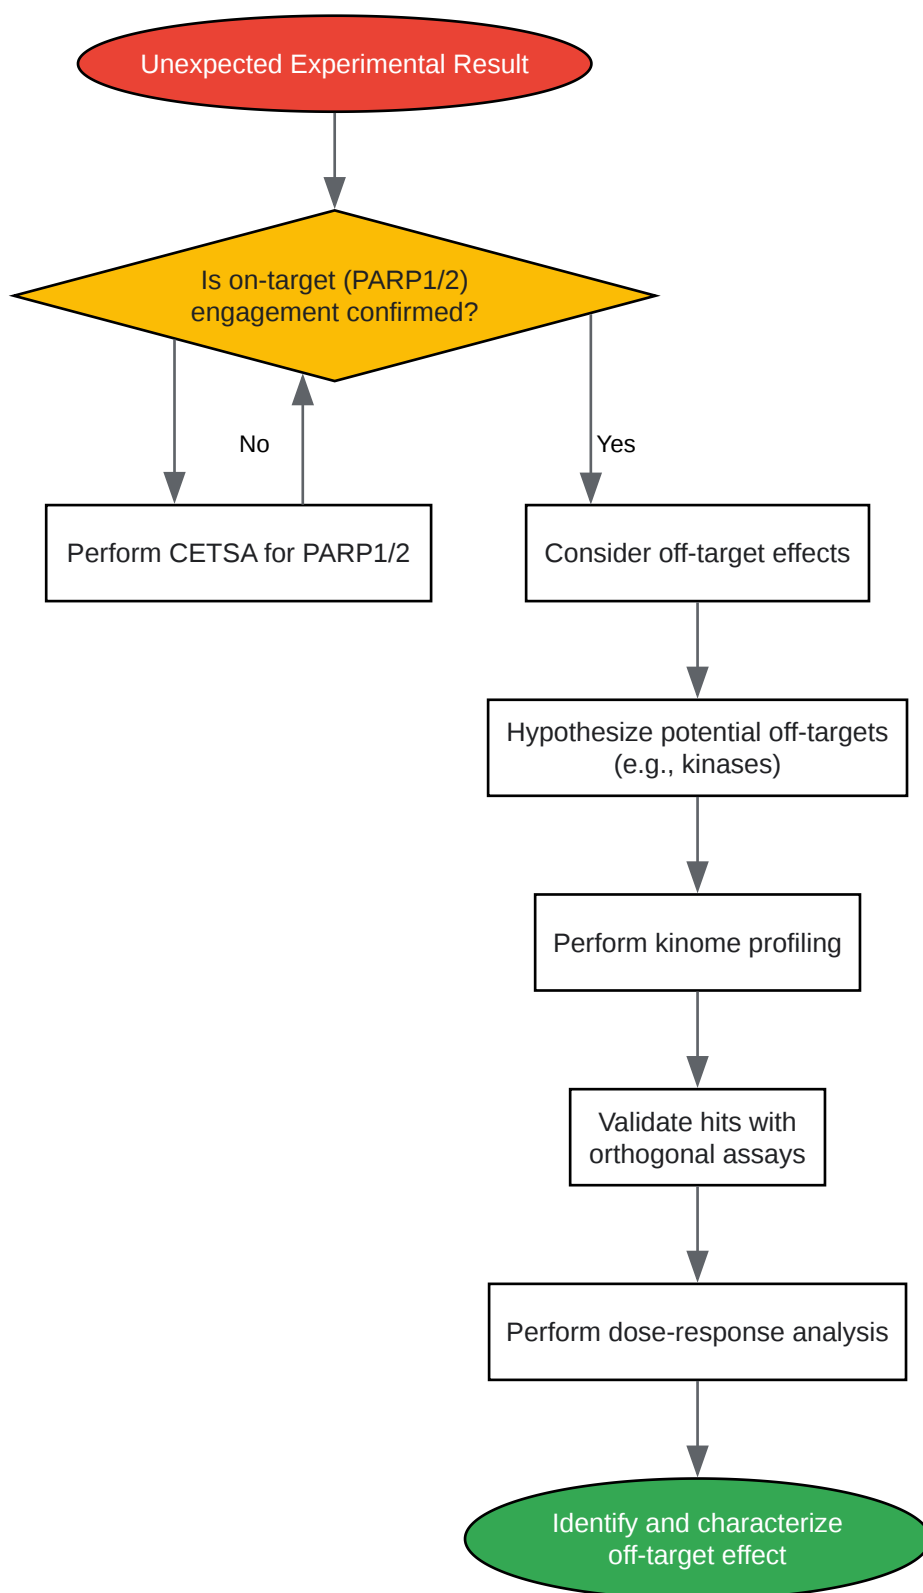 Unexpected Experimental Result
Is on-target (PARP1/2)
engagement confirmed?
No
Yes
Perform CETSA for PARP1/2
Consider off-target effects
Hypothesize potential off-targets
(e.g., kinases)
Perform kinome profiling
Validate hits with
orthogonal assays
Perform dose-response analysis
Identify and characterize
off-target effect